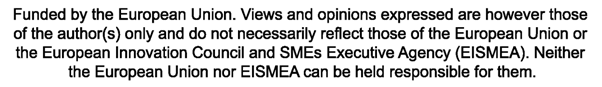 Funded by the European Union. Views and opinions expressed are however those
of the author(s) only and do not necessarily reflect those of the European Union or
the European Innovation Council and SMEs Executive Agency (EISMEA). Neither
the European Union nor EISMEA can be held responsible for them.